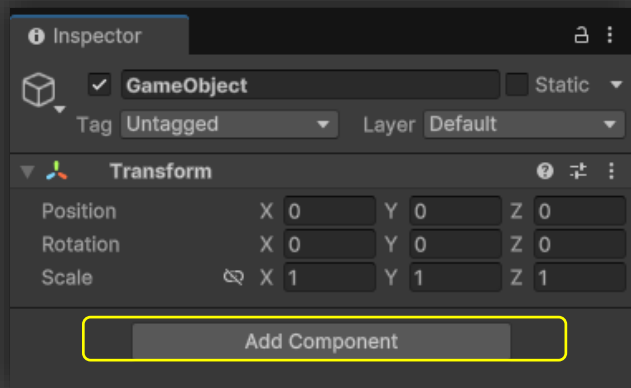 Inspector
GameObject Static
Tag Untagged Layer Default
Transform
Position X 0 Y 0 Z 0
Rotation X 0 Y 0 Z 0
Scale X 1 Y 1 Z 1
Add Component